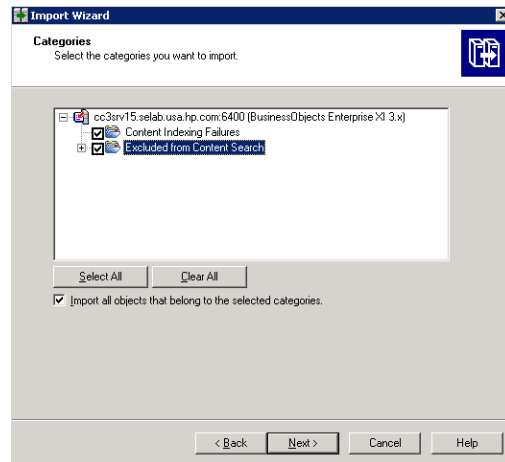 Import Wizard
Categories
Select the categories you want to import.
cc3srv15.selab.usa.hp.com:6400 (BusinessObjects Enterprise XI 3.x)
Content Indexing Failures
Excluded from Content Search
Select All
Clear All
Import all objects that belong to the selected categories.
< Back
Next >
Cancel
Help